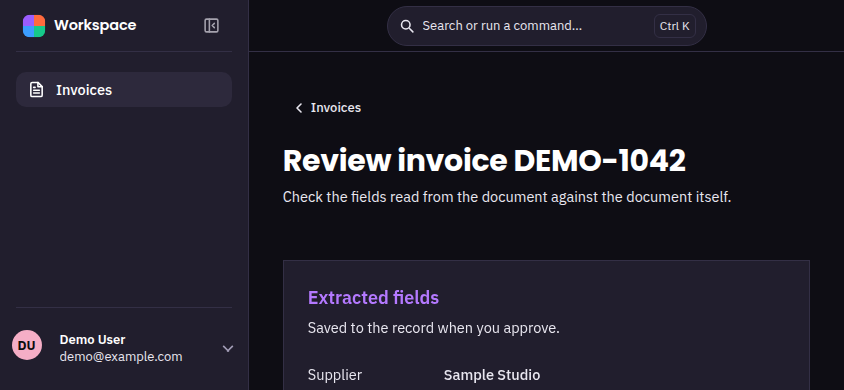 Workspace
Invoices
Demo User
demo@example.com
DU
Search or run a command...
Ctrl K
Invoices
Review invoice DEMO-1042
Check the fields read from the document against the document itself.
Extracted fields
Saved to the record when you approve.
Supplier Sample Studio